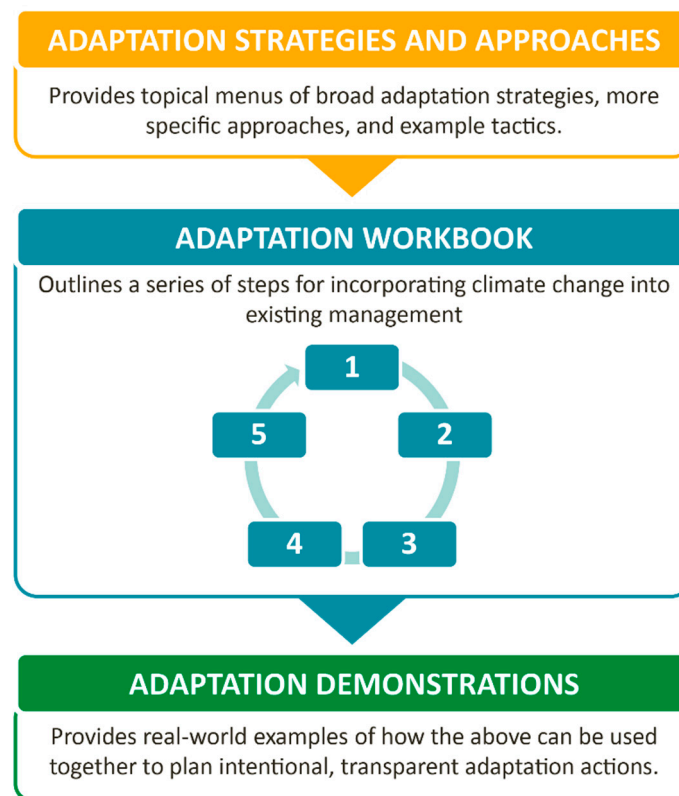 ADAPTATION STRATEGIES AND APPROACHES
Provides topical menus of broad adaptation strategies, more
specific approaches, and example tactics.
ADAPTATION WORKBOOK
Outlines a series of steps for incorporating climate change into
existing management
1
2
3
4
5
ADAPTATION DEMONSTRATIONS
Provides real-world examples of how the above can be used
together to plan intentional, transparent adaptation actions.